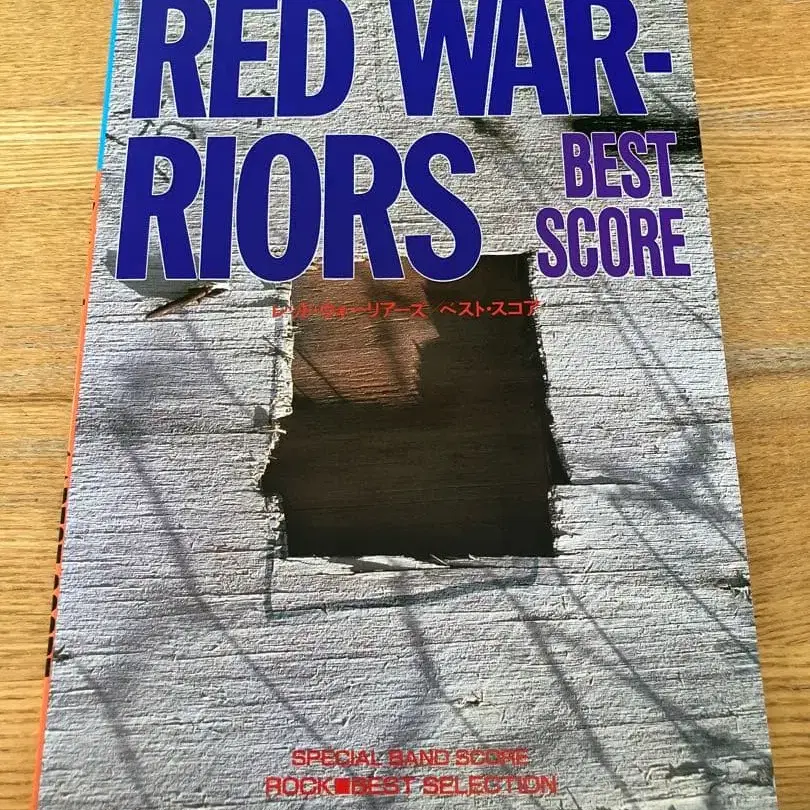 RED WAR-
RIORS
BEST
SCORE
レッド・ウォーリアーズ／ベスト・スコア
SPECIAL BAND SCORE
ROCK■BEST SELECTION